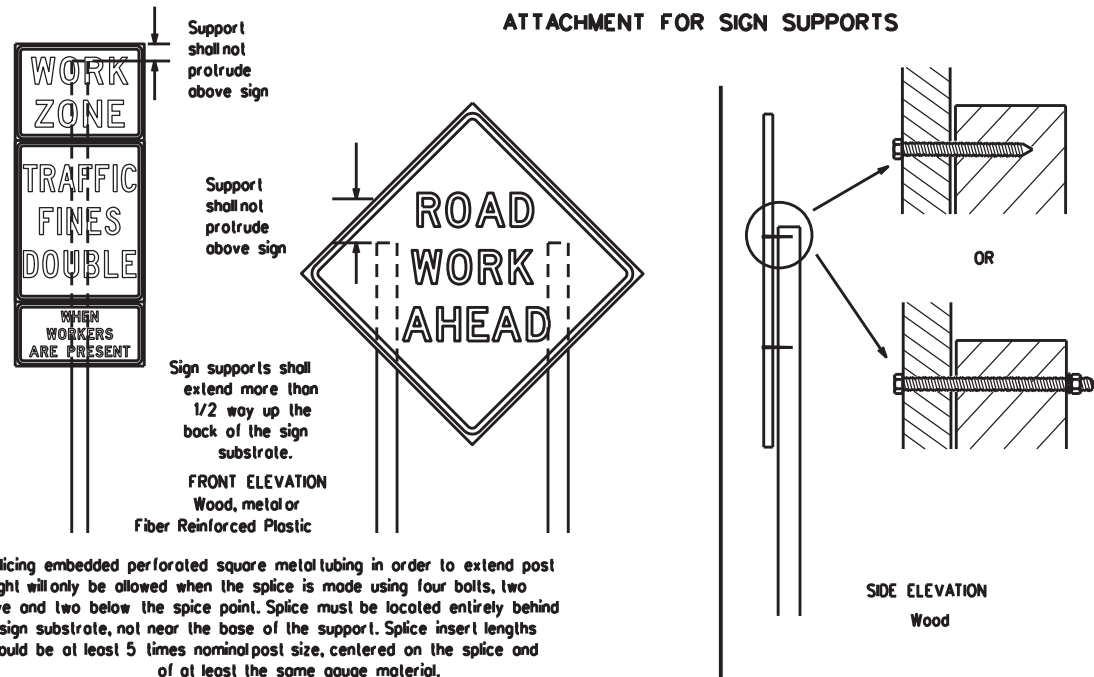 ATTACHMENT FOR SIGN SUPPORTS
Support
shall not
protrude
above sign
WORK
ZONE
TRAFFIC
FINES
DOUBLE
WHEN
WORKERS
ARE PRESENT
Support
shall not
protrude
above sign
ROAD
WORK
AHEAD
Sign supports shall
extend more than
1/2 way up the
back of the sign
substrate.
FRONT ELEVATION
Wood, metal or
Fiber Reinforced Plastic
OR
SIDE ELEVATION
Wood
licing embedded perforated square metal tubing in order to extend post
ght will only be allowed when the splice is made using four bolts, two
ve and two below the spice point. Splice must be located entirely behind
sign substrate, not near the base of the support. Splice insert lengths
ould be at least 5 times nominal post size, centered on the splice and
of at least the same gauge material.